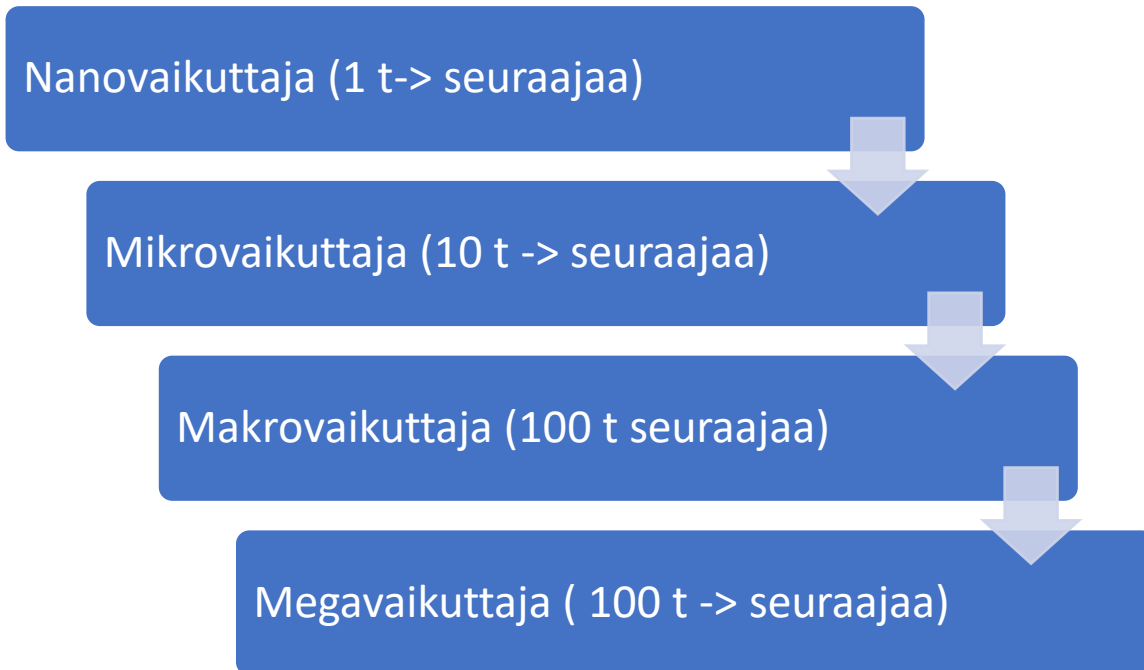 Nanovaikuttaja (1 t-> seuraajaa)
Mikrovaikuttaja (10 t -> seuraajaa)
Makrovaikuttaja (100 t seuraajaa)
Megavaikuttaja ( 100 t -> seuraajaa)